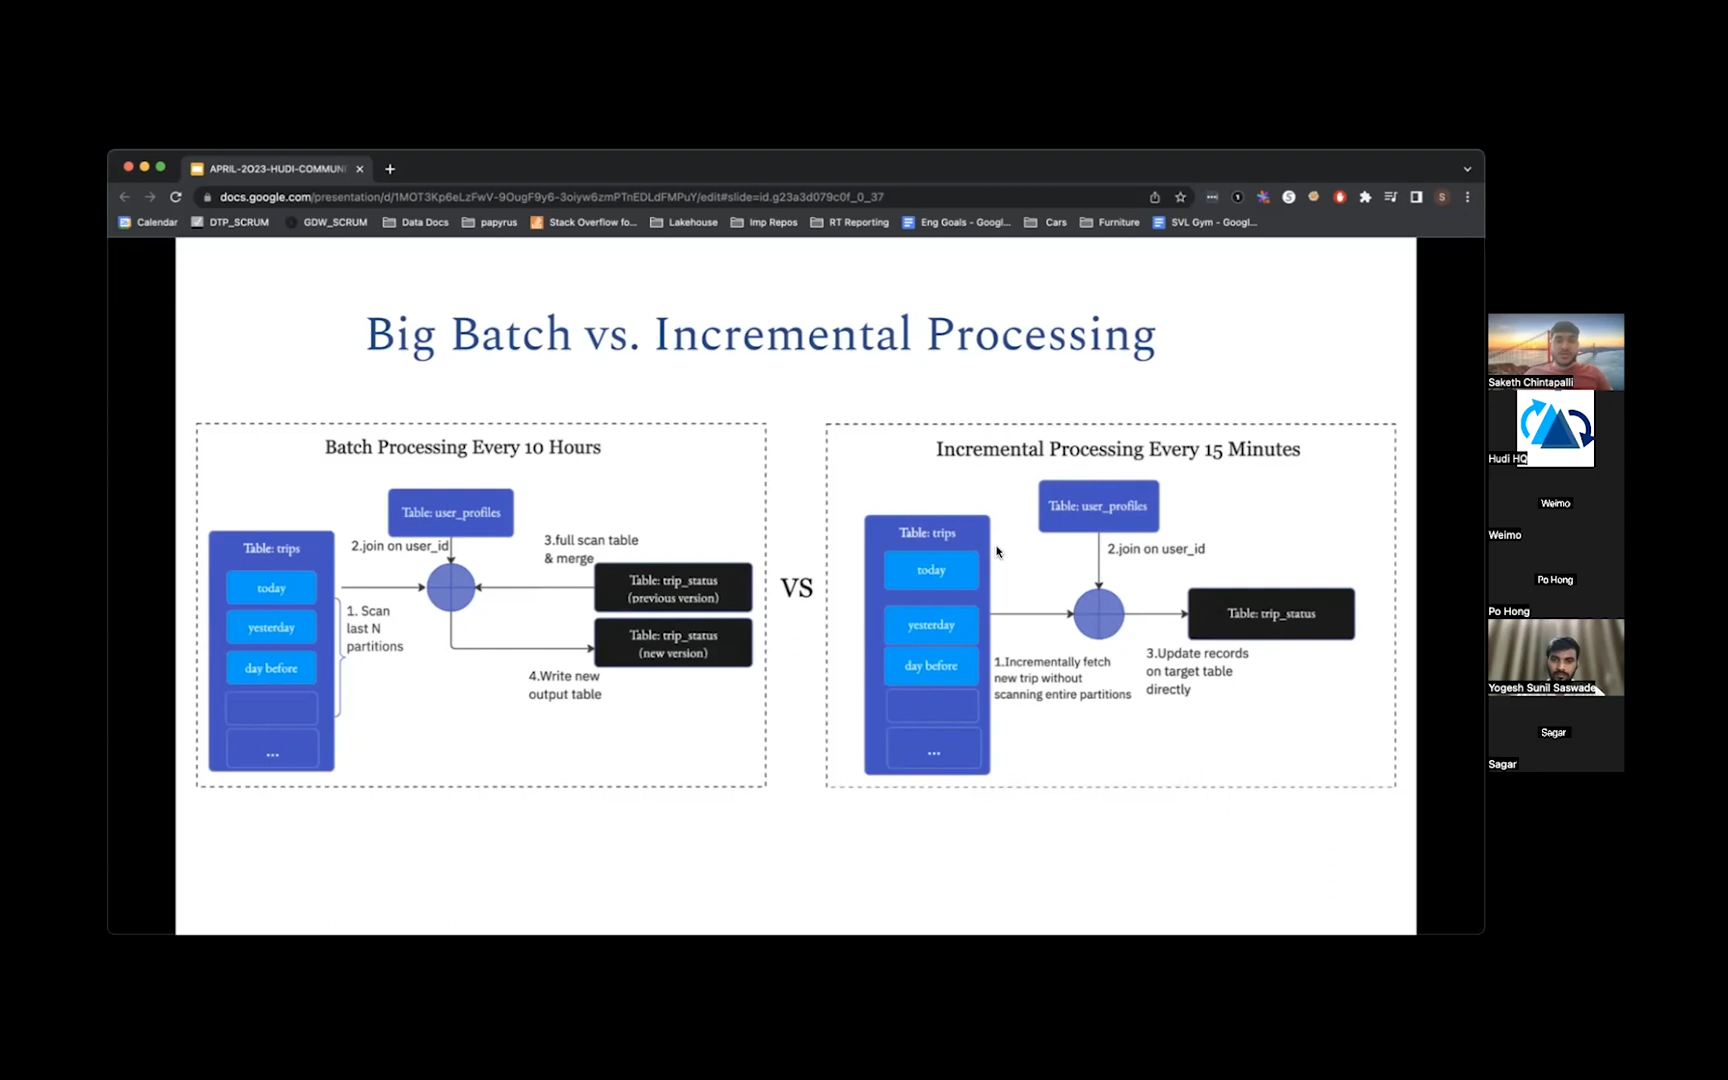 APRIL-2023-HUDI-COMMUNI
docs.google.com/presentation/d/1MOT3Kp6eLzFwV-9OugF9y6-3oiyw6zmPTnEDLdFMPuY/edit#slide=id.g23a3d079c0f_0_37
Calendar DTP_SCRUM GDW_SCRUM Data Docs papyrus Stack Overflow fo... Lakehouse Imp Repos RT Reporting Eng Goals - Googl... Cars Furniture SVL Gym - Googl...
Big Batch vs. Incremental Processing
Batch Processing Every 10 Hours
Table: user_profiles
Table: trips
today
yesterday
day before
...
2.join on user_id
1. Scan
last N
partitions
3.full scan table
& merge
Table: trip_status
(previous version)
Table: trip_status
(new version)
4.Write new
output table
VS
Incremental Processing Every 15 Minutes
Table: user_profiles
Table: trips
today
yesterday
day before
...
2.join on user_id
1.Incrementally fetch
new trip without
scanning entire partitions
Table: trip_status
3.Update records
on target table
directly
Saketh Chintapalli
Hudi HQ
Weimo
Weimo
Po Hong
Po Hong
Yogesh Sunil Saswade
Sagar
Sagar